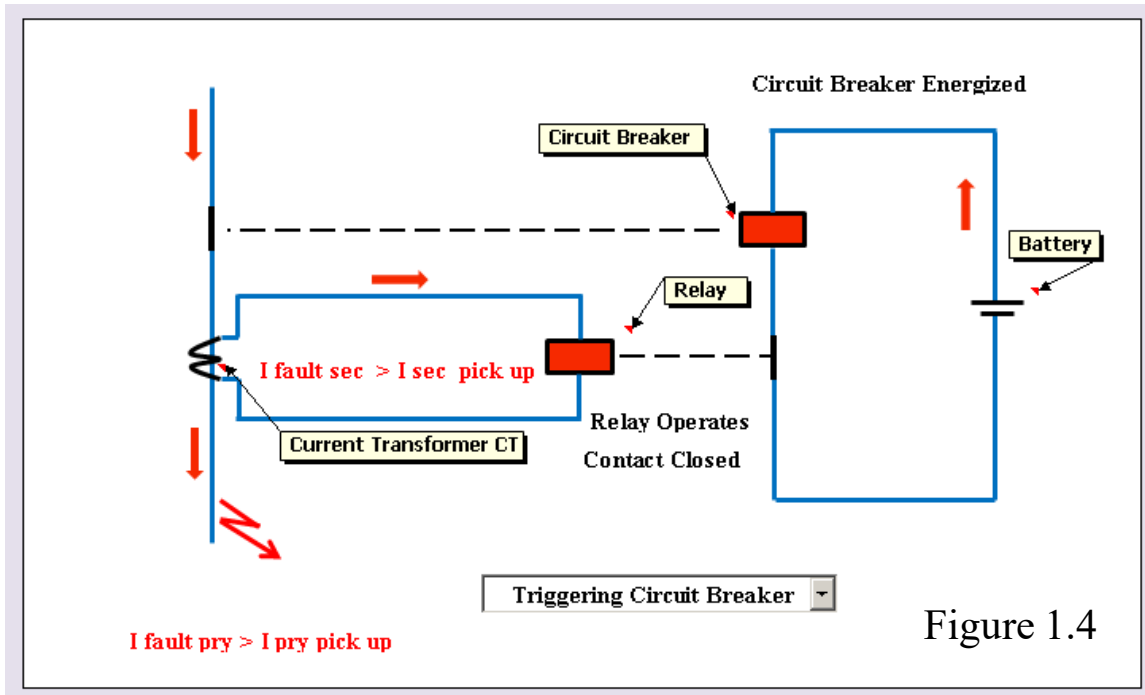 Circuit Breaker Energized
Circuit Breaker
Battery
Relay
I fault sec > I sec pick up
Relay Operates
Contact Closed
Current Transformer CT
Triggering Circuit Breaker
Figure 1.4
I fault pry > I pry pick up